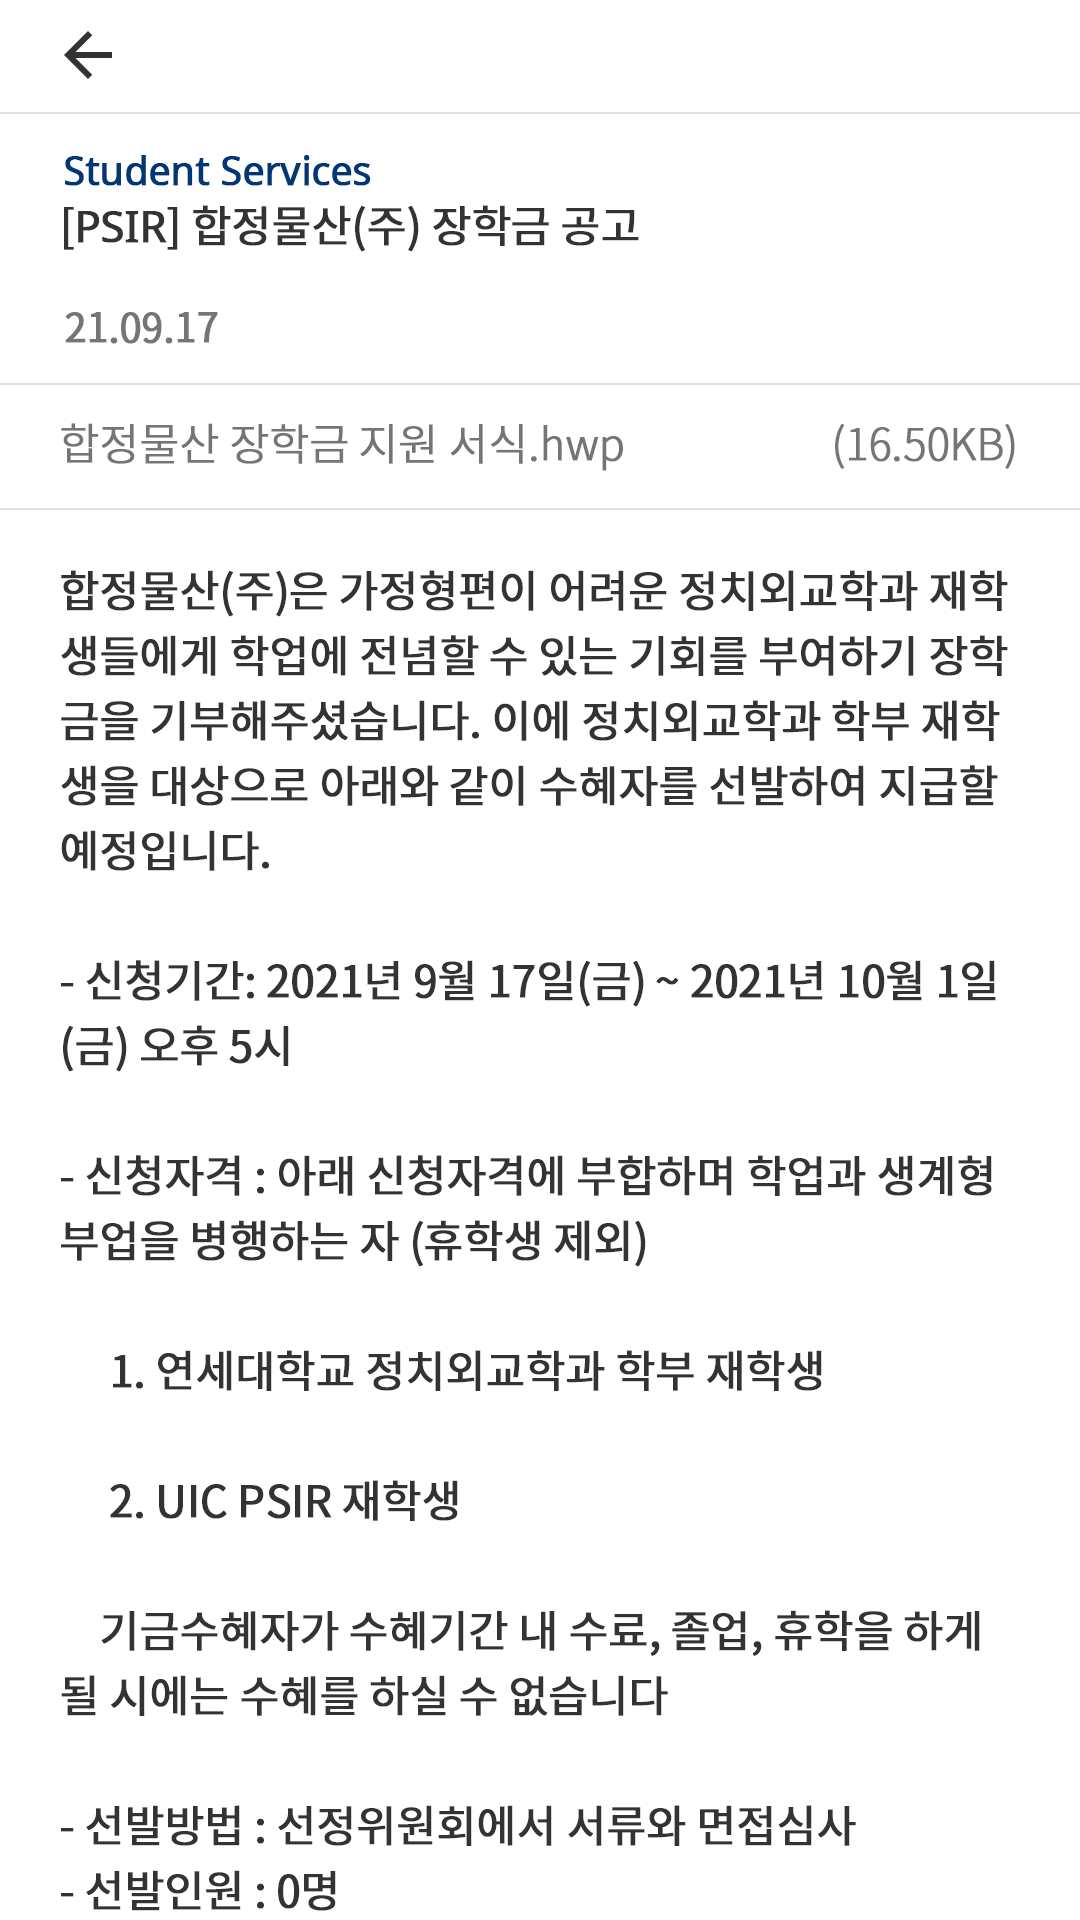 Student Services
[PSIR] 합정물산(주) 장학금 공고
21.09.17
합정물산 장학금 지원 서식.hwp (16.50KB)
합정물산(주)은 가정형편이 어려운 정치외교학과 재학
생들에게 학업에 전념할 수 있는 기회를 부여하기 장학
금을 기부해주셨습니다. 이에 정치외교학과 학부 재학
생을 대상으로 아래와 같이 수혜자를 선발하여 지급할
예정입니다.
- 신청기간: 2021년 9월 17일(금) ~ 2021년 10월 1일
(금) 오후 5시
- 신청자격 : 아래 신청자격에 부합하며 학업과 생계형
부업을 병행하는 자 (휴학생 제외)
1. 연세대학교 정치외교학과 학부 재학생
2. UIC PSIR 재학생
기금수혜자가 수혜기간 내 수료, 졸업, 휴학을 하게
될 시에는 수혜를 하실 수 없습니다
- 선발방법 : 선정위원회에서 서류와 면접심사
- 선발인원 : 0명